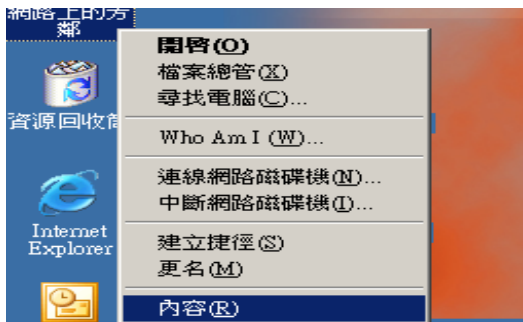 網路上的芳
鄰
資源回收筒
Internet
Explorer
開啓(O)
檔案總管(X)
尋找電腦(C)...
Who Am I (W)...
連線網路磁碟機(N)...
中斷網路磁碟機(I)...
建立捷徑(S)
更名(M)
內容(R)